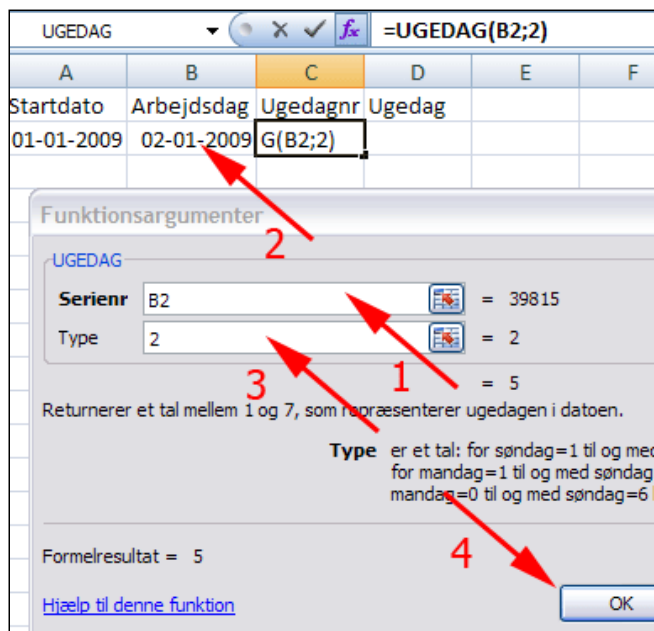 UGEDAG =UGEDAG(B2;2)
A B C D E F
Startdato Arbejdsdag Ugedagnr Ugedag
01-01-2009 02-01-2009 G(B2;2)
Funktionsargumenter
2
UGEDAG
Serienr B2 = 39815
Type 2 = 2
1
3
= 5
Returnerer et tal mellem 1 og 7, som repræsenterer ugedagen i datoen.
Type er et tal: for søndag=1 til og med
for mandag=1 til og med søndag
mandag=0 til og med søndag=6
4
Formelresultat = 5
Hjælp til denne funktion
OK